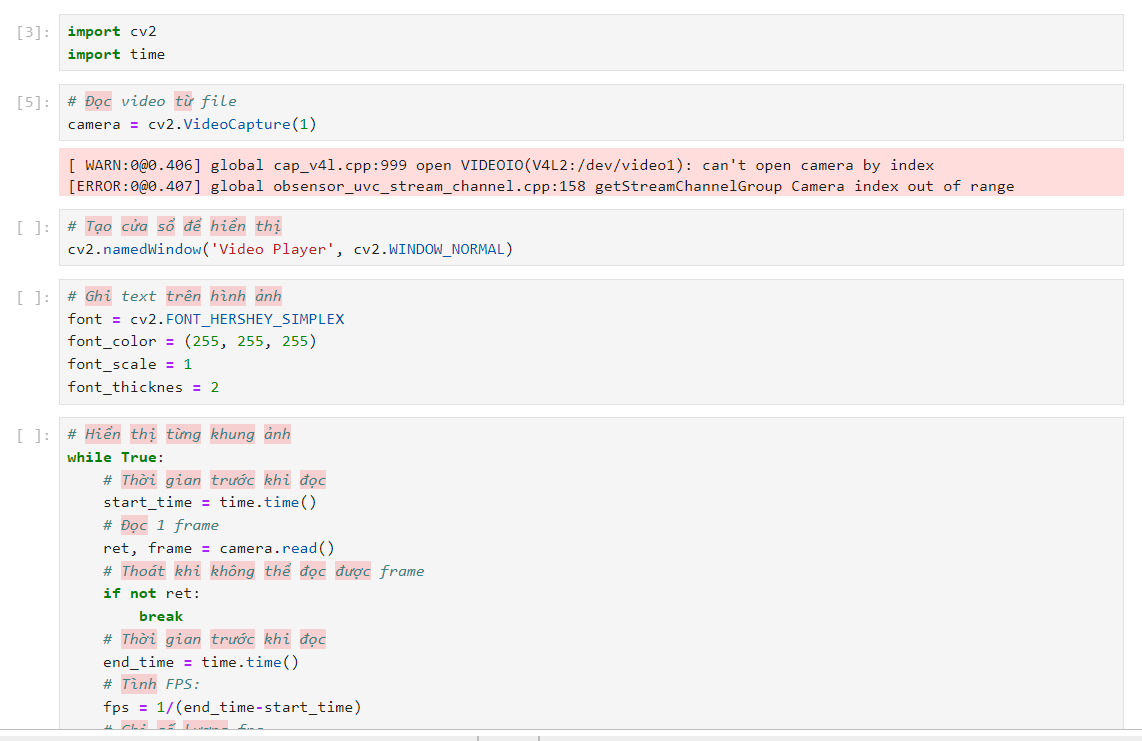 [3]:
import cv2
import time
[5]:
# Đọc video từ file
camera = cv2.VideoCapture(1)
[ WARN:0@0.406] global cap_v4l.cpp:999 open VIDEOIO(V4L2:/dev/video1): can't open camera by index
[ERROR:0@0.407] global obsensor_uvc_stream_channel.cpp:158 getStreamChannelGroup Camera index out of range
[ ]:
# Tạo cửa sổ để hiển thị
cv2.namedWindow('Video Player', cv2.WINDOW_NORMAL)
[ ]:
# Ghi text trên hình ảnh
font = cv2.FONT_HERSHEY_SIMPLEX
font_color = (255, 255, 255)
font_scale = 1
font_thicknes = 2
[ ]:
# Hiển thị từng khung ảnh
while True:
    # Thời gian trước khi đọc
    start_time = time.time()
    # Đọc 1 frame
    ret, frame = camera.read()
    # Thoát khi không thể đọc được frame
    if not ret:
        break
    # Thời gian trước khi đọc
    end_time = time.time()
    # Tình FPS:
    fps = 1/(end_time-start_time)
    # Ghi số lượng fps